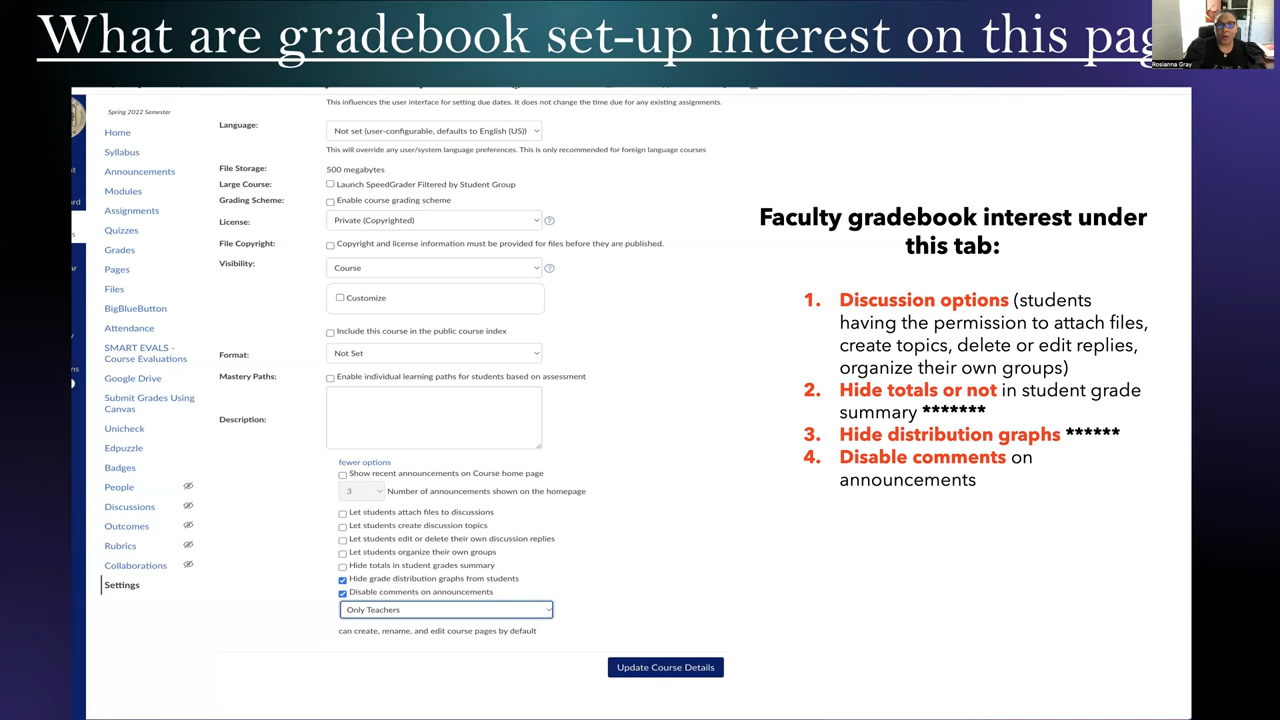 What are gradebook set-up interest on this pag
Rosianna Gray
This influences the user interface for setting due dates. It does not change the time due for any existing assignments.
Spring 2022 Semester
Home
Syllabus
Announcements
Modules
Assignments
Quizzes
Grades
Pages
Files
BigBlueButton
Attendance
SMART EVALS -
Course Evaluations
Google Drive
Submit Grades Using
Canvas
Unicheck
Edpuzzle
Badges
People
Discussions
Outcomes
Rubrics
Collaborations
Settings
Language:
Not set (user-configurable, defaults to English (US))
This will override any user/system language preferences. This is only recommended for foreign language courses
File Storage:
500 megabytes
Large Course:
Launch SpeedGrader Filtered by Student Group
Grading Scheme:
Enable course grading scheme
License:
Private (Copyrighted)
File Copyright:
Copyright and license information must be provided for files before they are published.
Visibility:
Course
Customize
Include this course in the public course index
Format:
Not Set
Mastery Paths:
Enable individual learning paths for students based on assessment
Description:
fewer options
Show recent announcements on Course home page
3 Number of announcements shown on the homepage
Let students attach files to discussions
Let students create discussion topics
Let students edit or delete their own discussion replies
Let students organize their own groups
Hide totals in student grades summary
Hide grade distribution graphs from students
Disable comments on announcements
Only Teachers
can create, rename, and edit course pages by default
Update Course Details
Faculty gradebook interest under
this tab:
1. Discussion options (students
having the permission to attach files,
create topics, delete or edit replies,
organize their own groups)
2. Hide totals or not in student grade
summary *******
3. Hide distribution graphs ******
4. Disable comments on
announcements